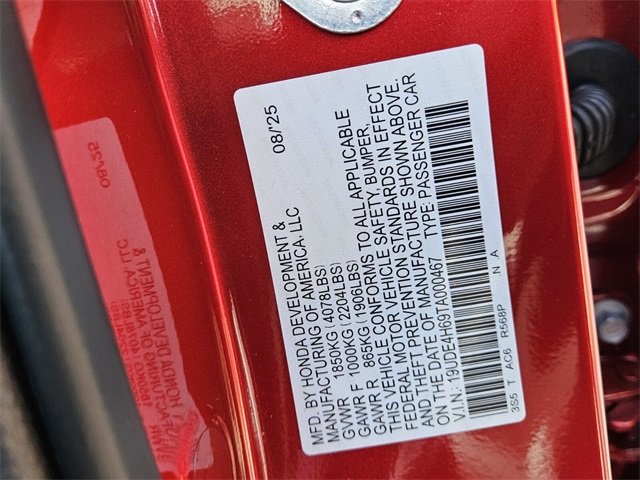 MFD. BY HONDA DEVELOPMENT & 08/'25
MANUFACTURING OF AMERICA, LLC
GVWR 1850KG (4078LBS)
GAWR F 1000KG (2204LBS)
GAWR R 865KG (1906LBS)
THIS VEHICLE CONFORMS TO ALL APPLICABLE
FEDERAL MOTOR VEHICLE SAFETY, BUMPER,
AND THEFT PREVENTION STANDARDS IN EFFECT
ON THE DATE OF MANUFACTURE SHOWN ABOVE.
V.I.N.: 19UDE4H69TA000467 TYPE: PASSENGER CAR
3S5 T AC6 R568P N A